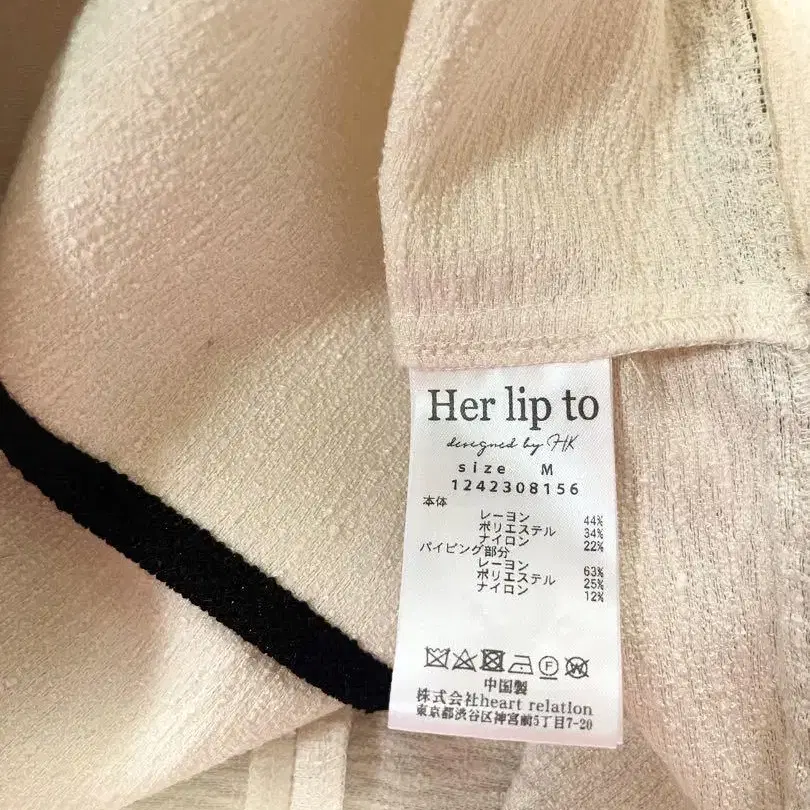 Her lip to
designed by HK
size M
1242308156
本体
レーヨン 44%
ポリエステル 34%
ナイロン 22%
パイピング部分
レーヨン 63%
ポリエステル 25%
ナイロン 12%
F W
中国製
株式会社heart relation
東京都渋谷区神宮前5丁目7-20